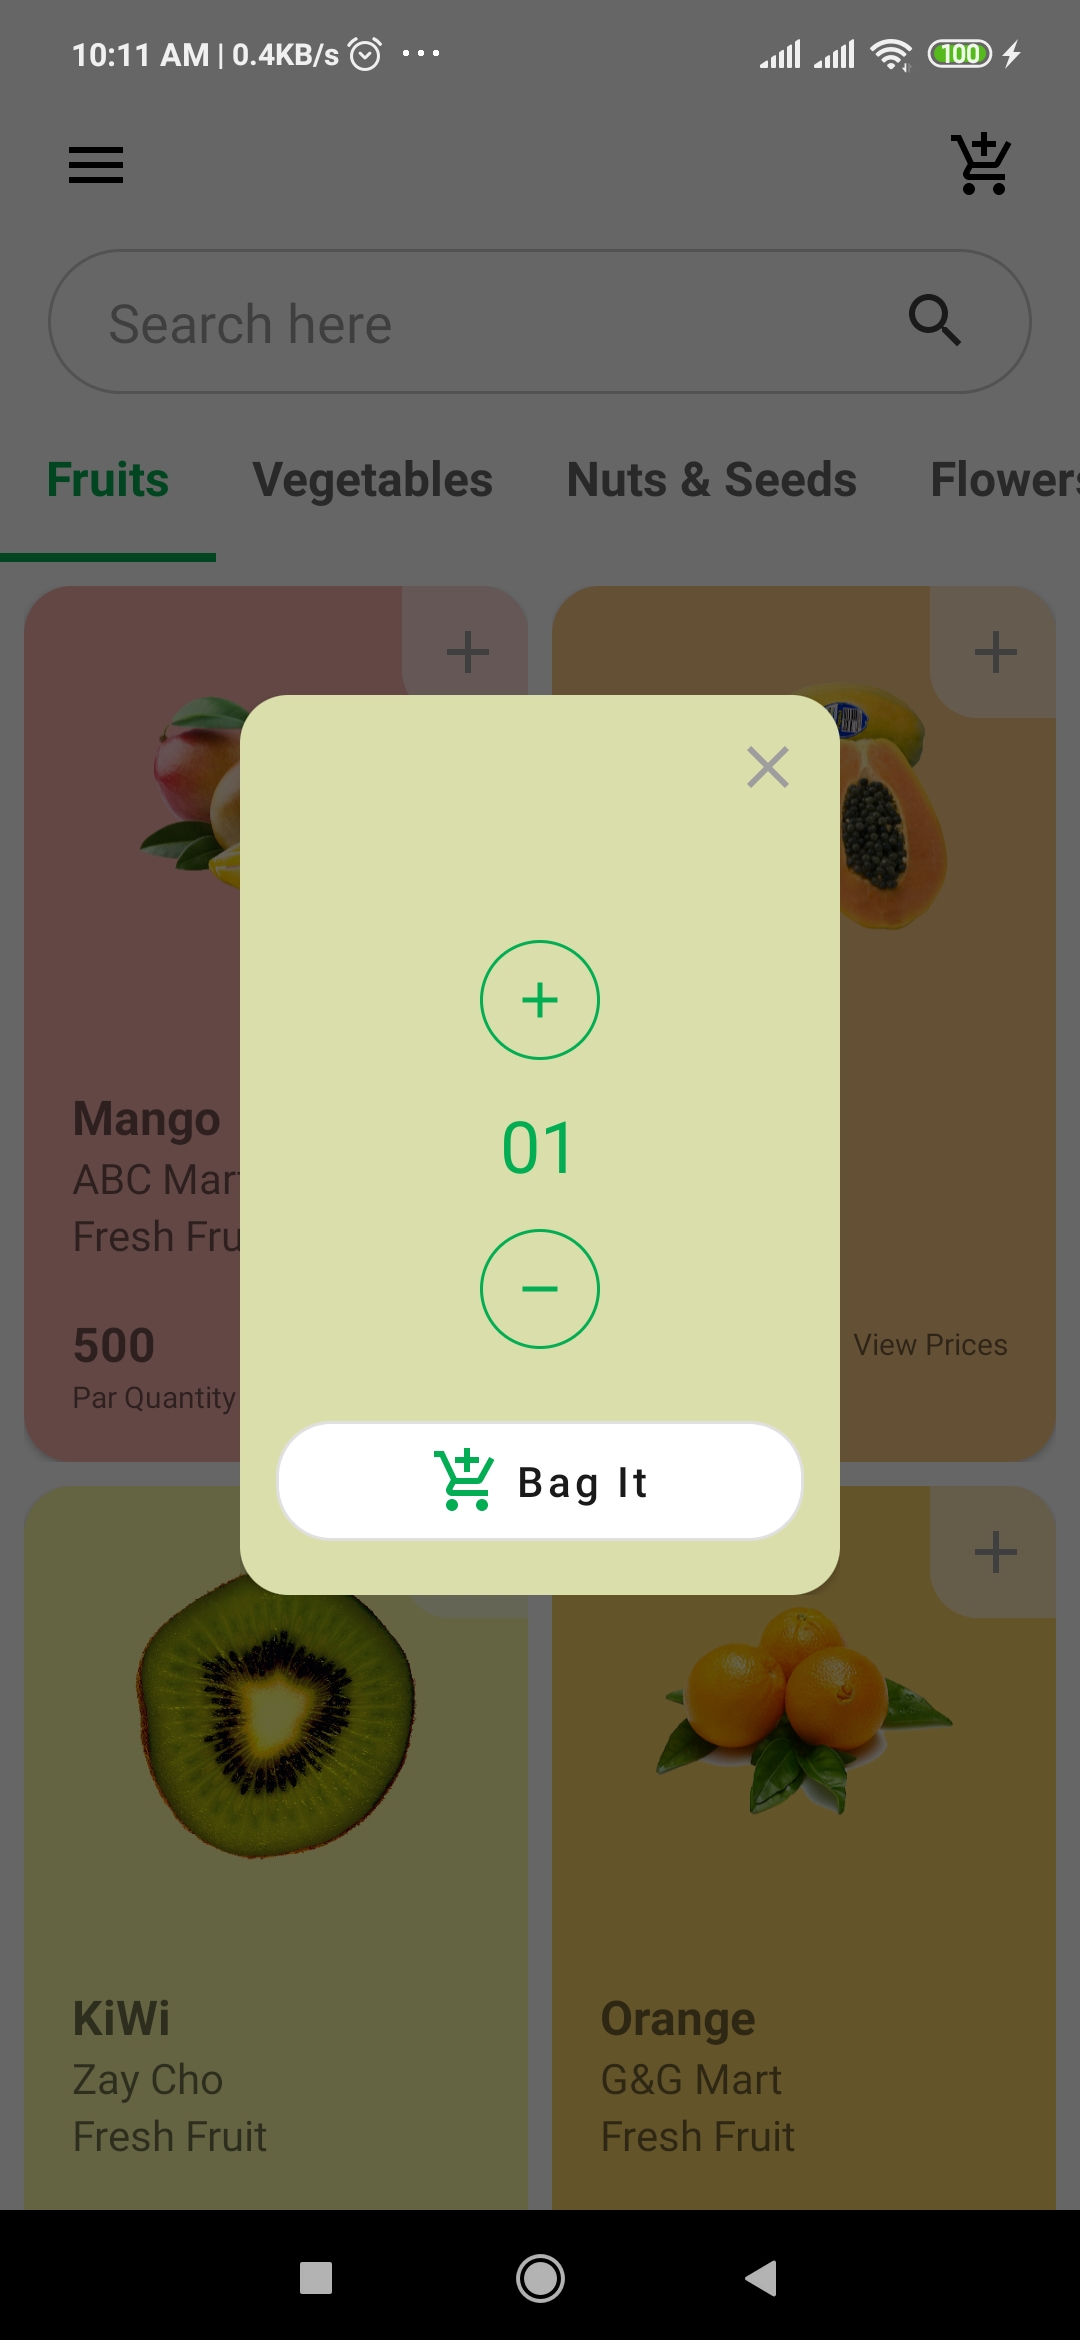 10:11 AM | 0.4KB/s
100
Search here
Fruits Vegetables Nuts & Seeds Flowers
01
Mango
ABC Mar
Fresh Fru
500
Par Quantity
View Prices
Bag It
KiWi
Zay Cho
Fresh Fruit
Orange
G&G Mart
Fresh Fruit